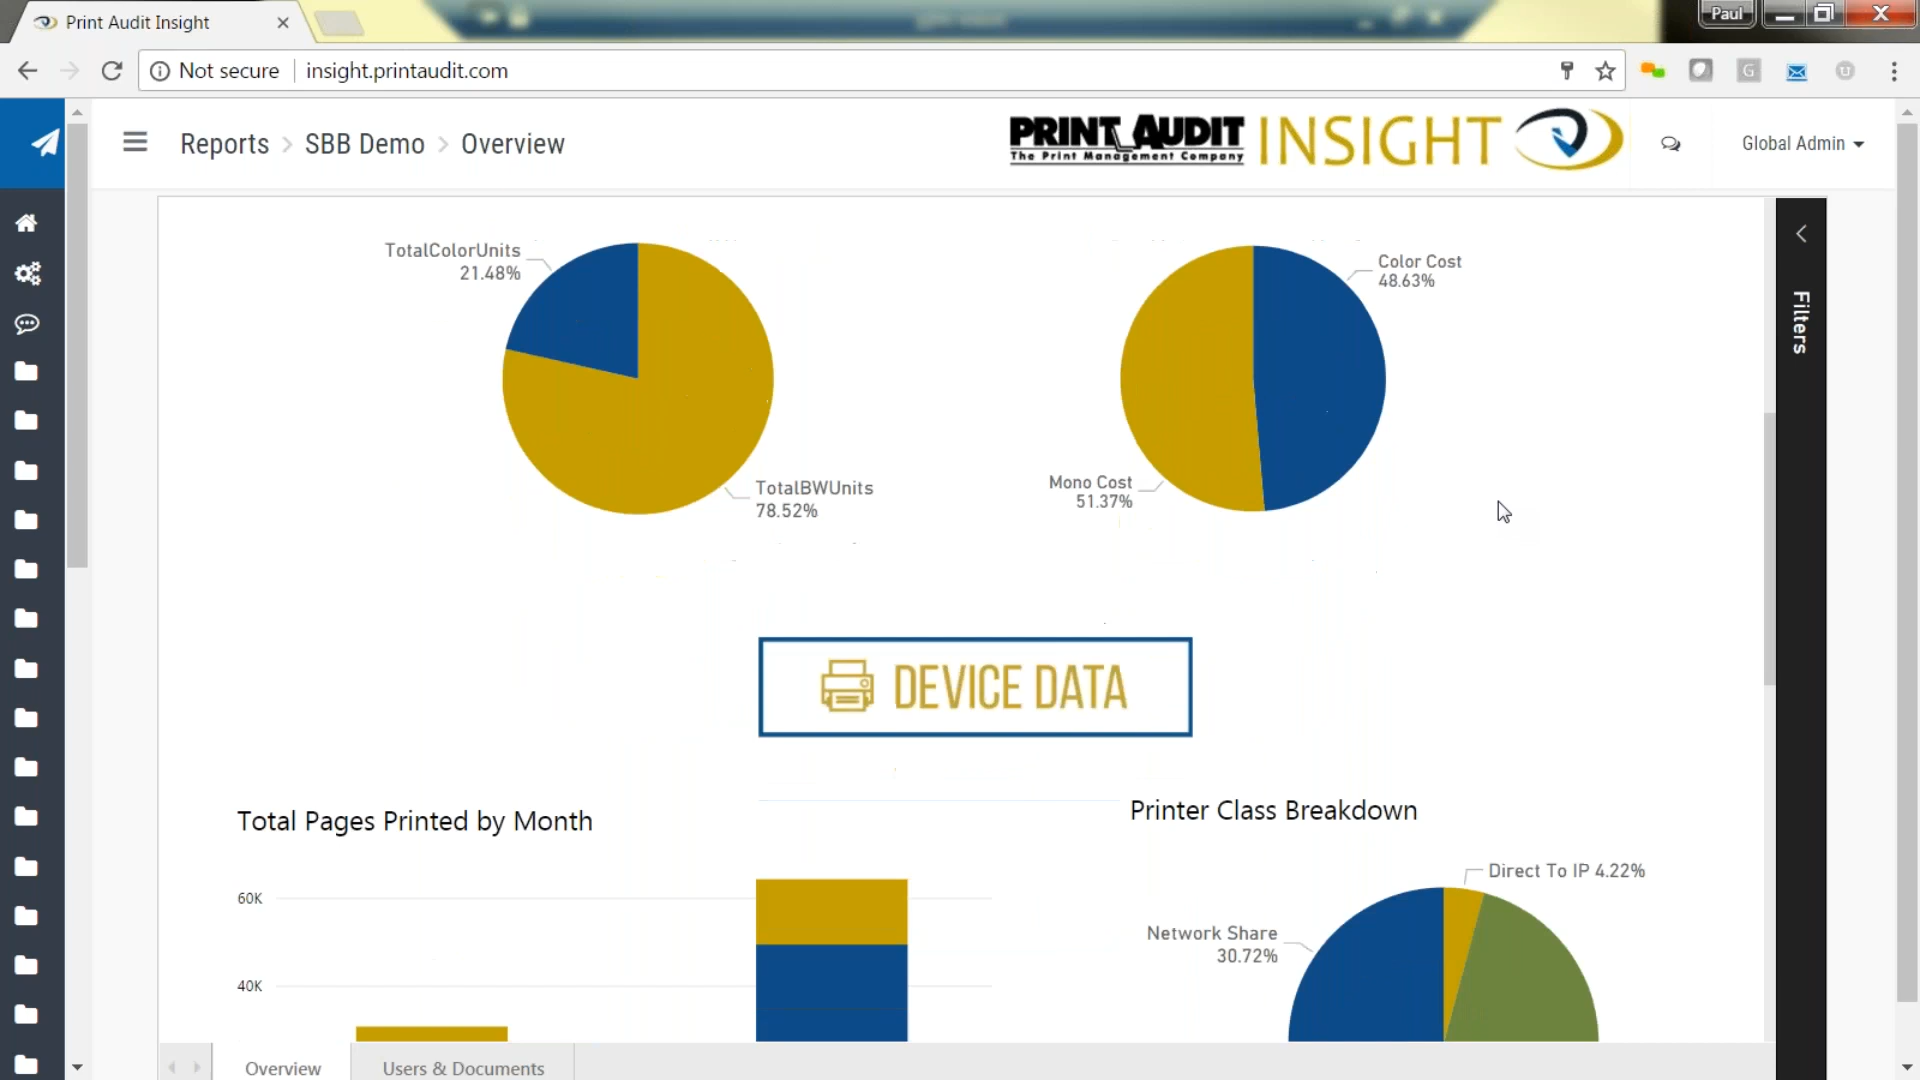 Print Audit Insight
Paul
Not secure
insight.printaudit.com
Reports > SBB Demo > Overview
PRINT AUDIT
The Print Management Company
INSIGHT
Global Admin
Filters
TotalColorUnits
21.48%
TotalBWUnits
78.52%
Color Cost
48.63%
Mono Cost
51.37%
DEVICE DATA
Total Pages Printed by Month
60K
40K
Printer Class Breakdown
Direct To IP 4.22%
Network Share
30.72%
Overview
Users & Documents